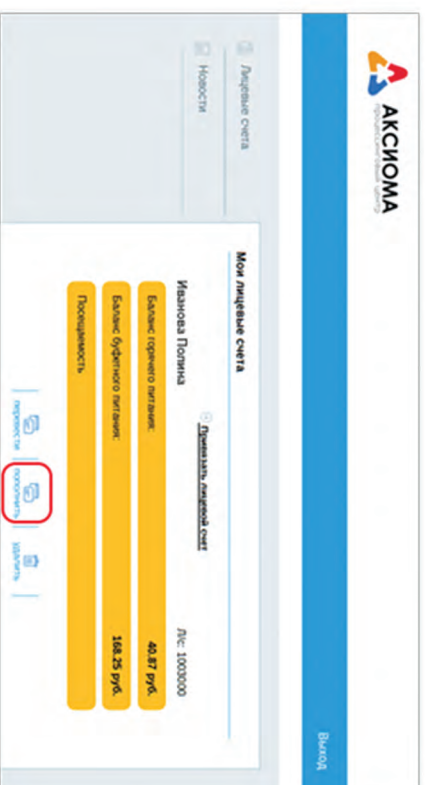 АКСИОМА
процессинговый центр
Выход
Лицевые счета
Новости
Мои лицевые счета
Привязать лицевой счет
Иванова Полина Л/с: 1003000
Баланс горячего питания: 40.87 руб.
Баланс буфетного питания: 168.25 руб.
Посещаемость
перевести пополнить удалить